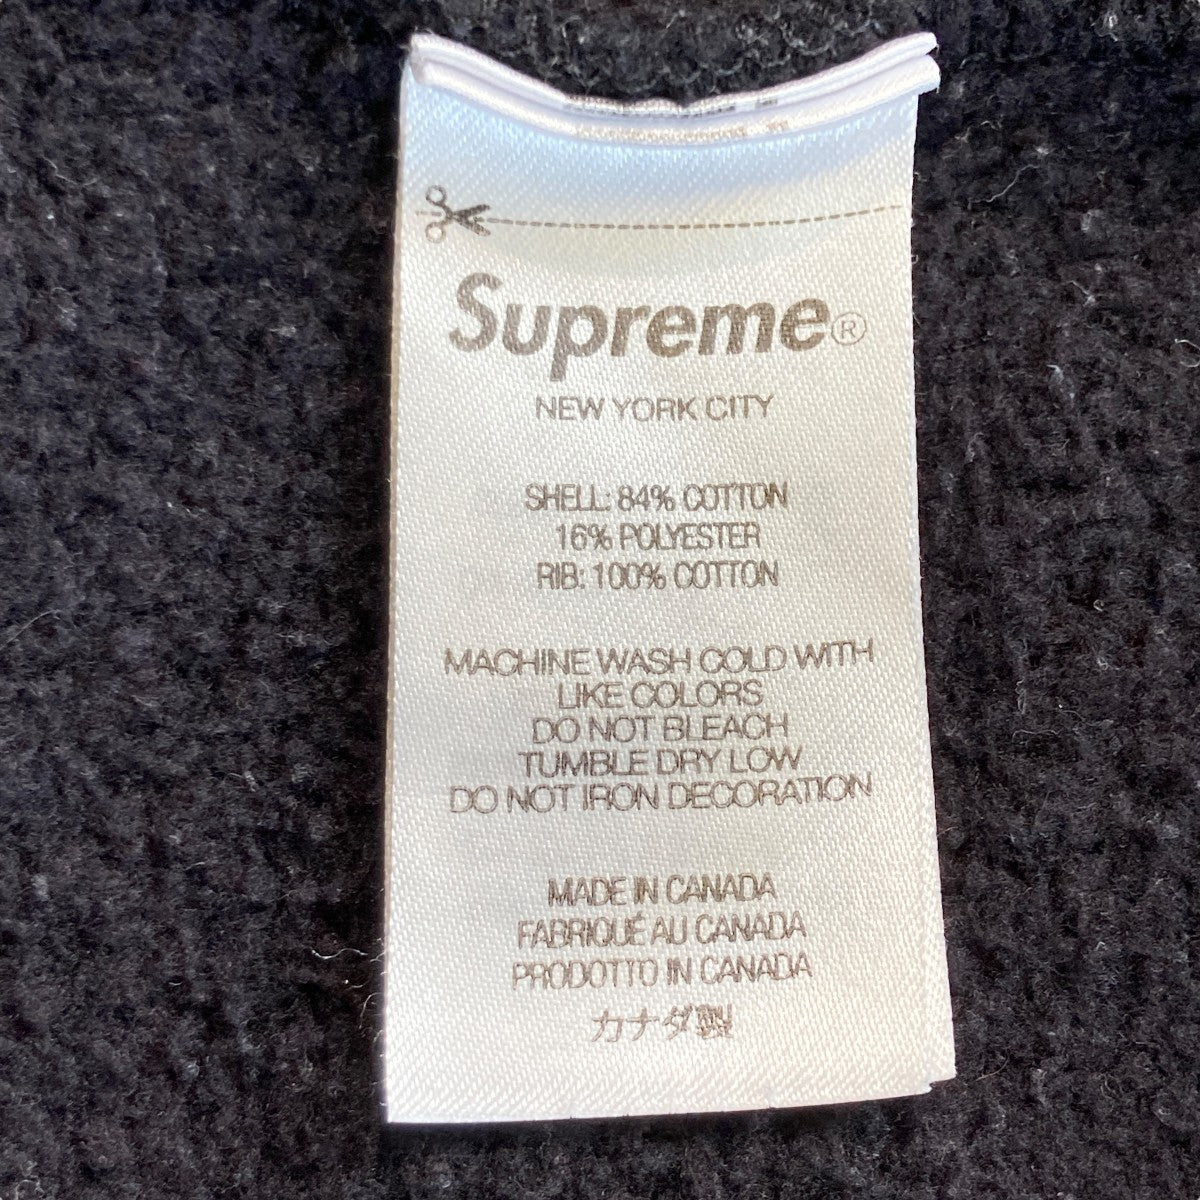 Supreme®
NEW YORK CITY
SHELL: 84% COTTON
16% POLYESTER
RIB: 100% COTTON
MACHINE WASH COLD WITH
LIKE COLORS
DO NOT BLEACH
TUMBLE DRY LOW
DO NOT IRON DECORATION
MADE IN CANADA
FABRIQUÉ AU CANADA
PRODOTTO IN CANADA
カナダ製